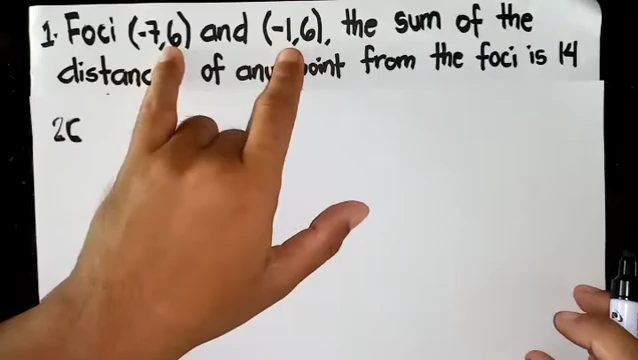 1. Foci (-7,6) and (-1,6), the sum of the
of any point from the foci is 14
2C